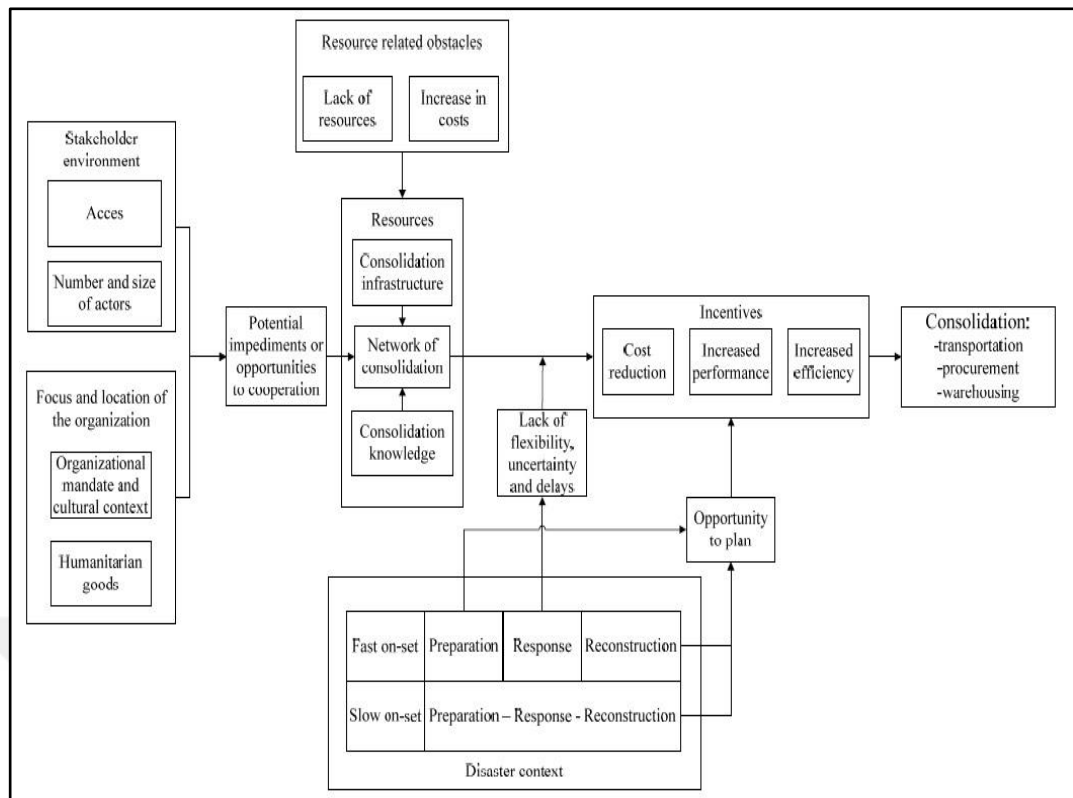 Resource related obstacles
Lack of
resources
Increase in
costs
Stakeholder
environment
Acces
Number and size
of actors
Focus and location of
the organization
Organizational
mandate and
cultural context
Humanitarian
goods
Potential
impediments or
opportunities
to cooperation
Resources
Consolidation
infrastructure
Network of
consolidation
Consolidation
knowledge
Lack of
flexibility,
uncertainty
and delays
Incentives
Cost
reduction
Increased
performance
Increased
efficiency
Consolidation:
-transportation
-procurement
-warehousing
Opportunity
to plan
Fast on-set Preparation Response Reconstruction
Slow on-set Preparation – Response - Reconstruction
Disaster context